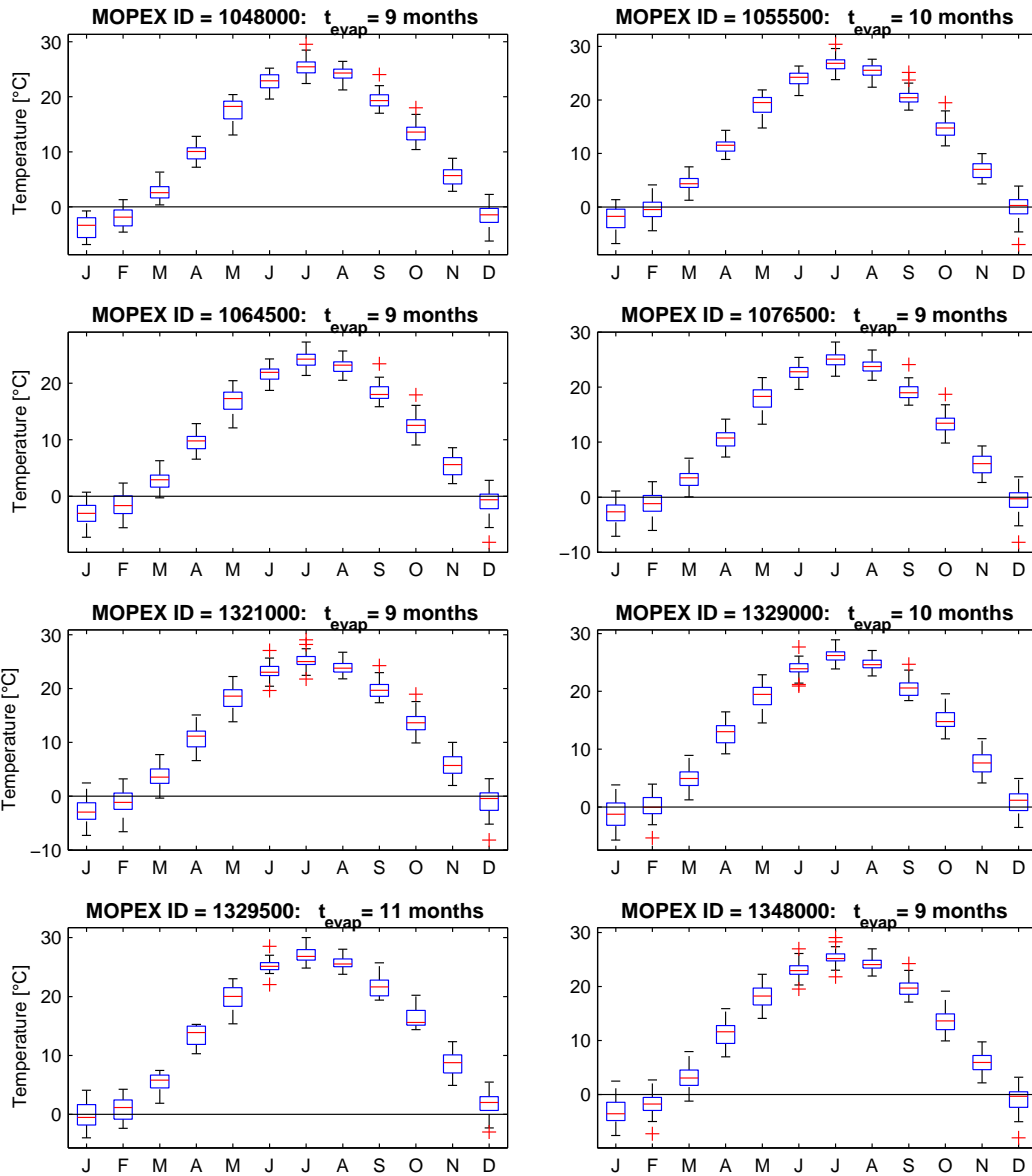 MOPEX ID = 1048000: t_evap = 9 months
Temperature [°C]
30
20
10
0
J F M A M J J A S O N D
MOPEX ID = 1055500: t_evap = 10 months
30
20
10
0
J F M A M J J A S O N D
MOPEX ID = 1064500: t_evap = 9 months
Temperature [°C]
20
10
0
J F M A M J J A S O N D
MOPEX ID = 1076500: t_evap = 9 months
30
20
10
0
−10
J F M A M J J A S O N D
MOPEX ID = 1321000: t_evap = 9 months
Temperature [°C]
30
20
10
0
−10
J F M A M J J A S O N D
MOPEX ID = 1329000: t_evap = 10 months
30
20
10
0
J F M A M J J A S O N D
MOPEX ID = 1329500: t_evap = 11 months
Temperature [°C]
30
20
10
0
J F M A M J J A S O N D
MOPEX ID = 1348000: t_evap = 9 months
30
20
10
0
J F M A M J J A S O N D